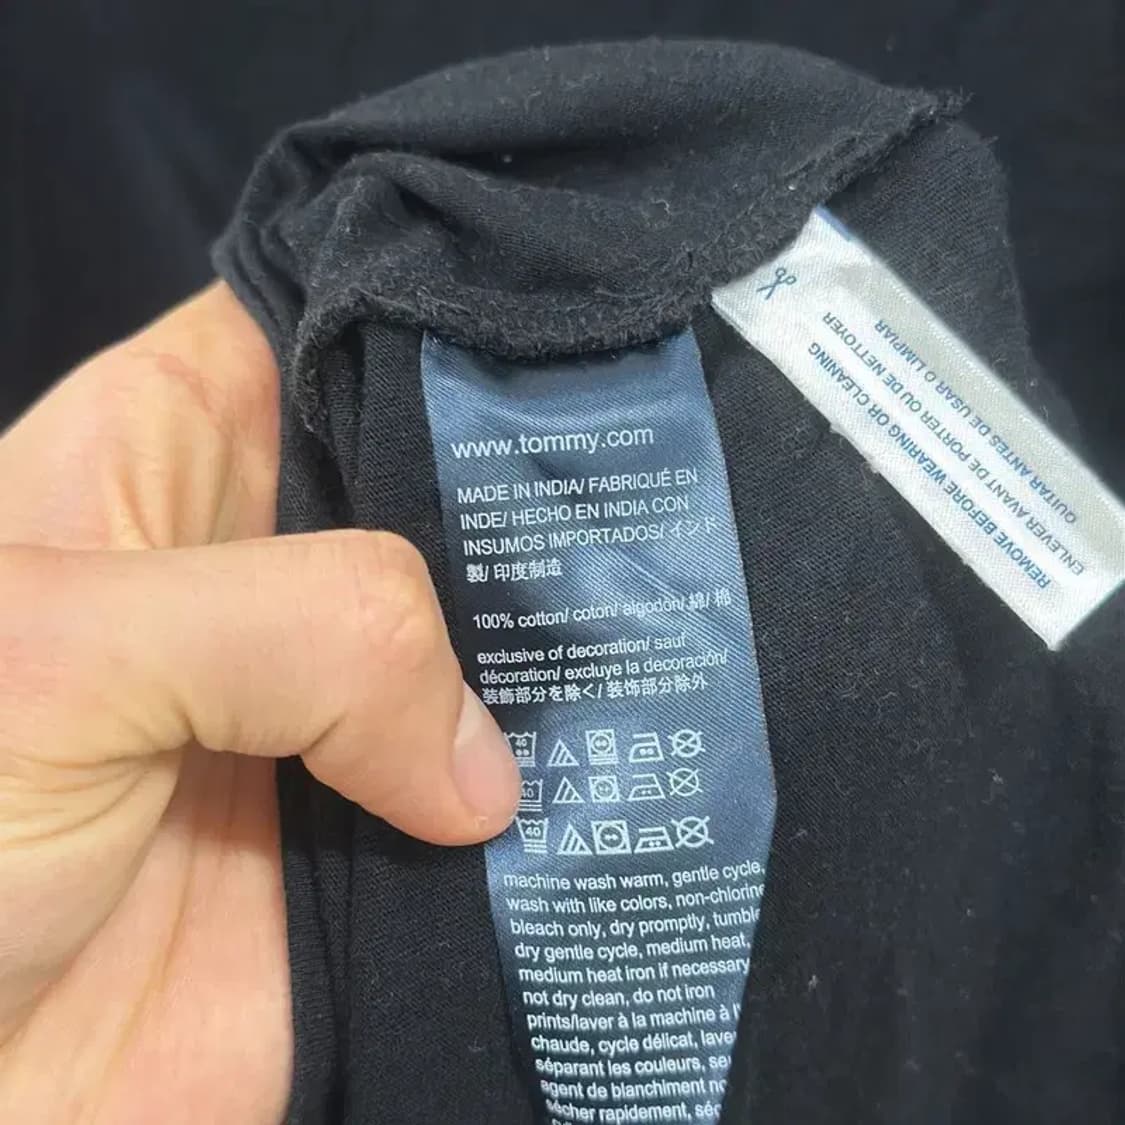 www.tommy.com
MADE IN INDIA/ FABRIQUÉ EN
INDE/ HECHO EN INDIA CON
INSUMOS IMPORTADOS/ インド
製/ 印度制造
100% cotton/ coton/ algodón/ 綿/ 棉
exclusive of decoration/ sauf
décoration/ excluye la decoración/
装飾部分を除く/ 装饰部分除外
40
40
40
machine wash warm, gentle cycle,
wash with like colors, non-chlorine
bleach only, dry promptly, tumble
dry gentle cycle, medium heat,
medium heat iron if necessary
not dry clean, do not iron
prints/laver à la machine à l'
chaude, cycle délicat, lave
séparant les couleurs,
agent de blanchiment
sécher rapidement,
REMOVE BEFORE WEARING OR CLEANING
ENLEVER AVANT DE PORTER OU DE NETTOYER
QUITAR ANTES DE USAR O LIMPIAR